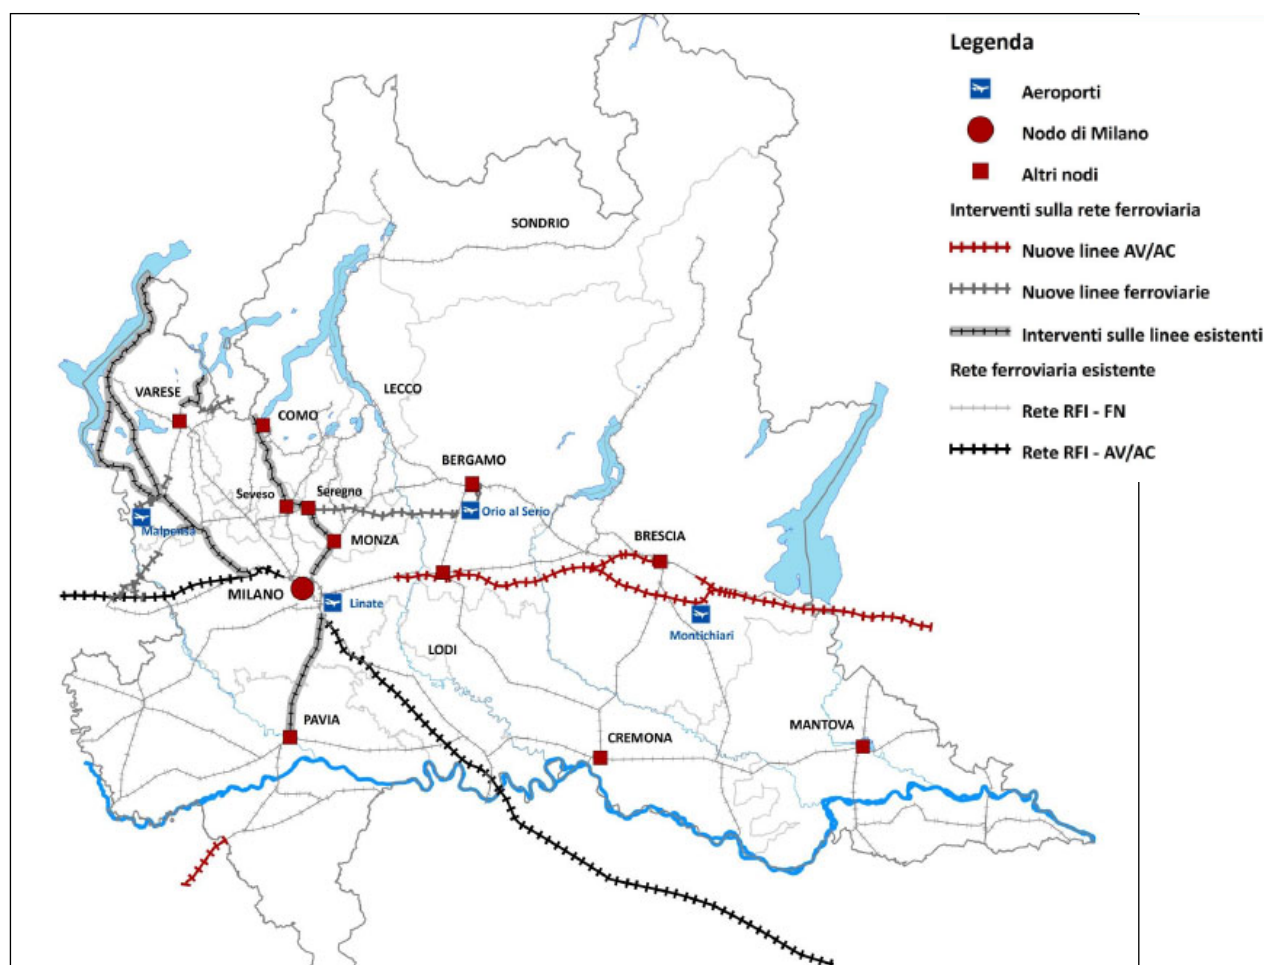 Legenda
Aeroporti
Nodo di Milano
Altri nodi
Interventi sulla rete ferroviaria
Nuove linee AV/AC
Nuove linee ferroviarie
Interventi sulle linee esistenti
Rete ferroviaria esistente
Rete RFI - FN
Rete RFI - AV/AC
SONDRIO
VARESE
LECCO
COMO
BERGAMO
Seveso
Seregno
Orio al Serio
Malpensa
MONZA
BRESCIA
MILANO
Linate
Montichiari
LODI
PAVIA
CREMONA
MANTOVA